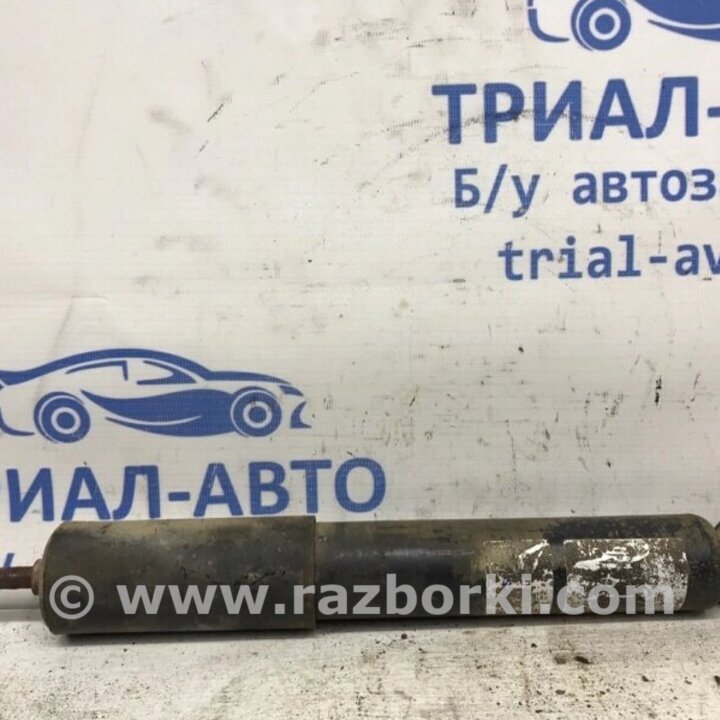 ТРИАЛ-
Б/у автоз
trial-av
РИАЛ-АВТО
© www.razborki.com